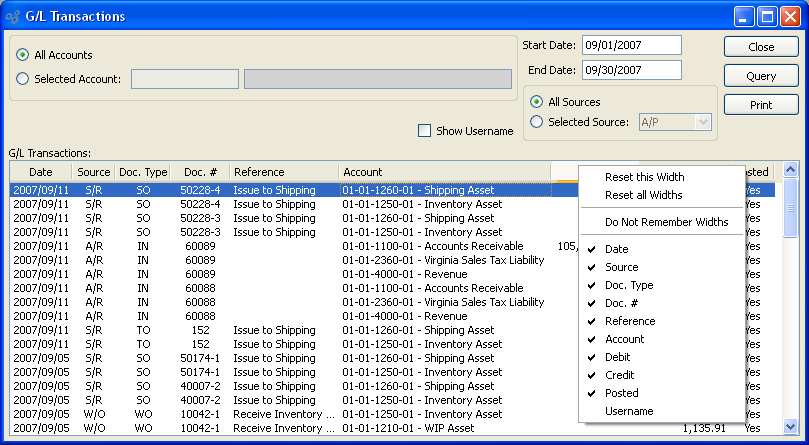 G/L Transactions
All Accounts
Selected Account:
Start Date: 09/01/2007
End Date: 09/30/2007
All Sources
Selected Source: A/P
Close
Query
Print
Show Username
G/L Transactions:
Date Source Doc. Type Doc. # Reference Account osted
2007/09/11 S/R SO 50228-4 Issue to Shipping 01-01-1260-01 - Shipping Asset Yes
2007/09/11 S/R SO 50228-4 Issue to Shipping 01-01-1250-01 - Inventory Asset Yes
2007/09/11 S/R SO 50228-3 Issue to Shipping 01-01-1260-01 - Shipping Asset Yes
2007/09/11 S/R SO 50228-3 Issue to Shipping 01-01-1250-01 - Inventory Asset Yes
2007/09/11 A/R IN 60089 01-01-1100-01 - Accounts Receivable 105, Yes
2007/09/11 A/R IN 60089 01-01-2360-01 - Virginia Sales Tax Liability Yes
2007/09/11 A/R IN 60089 01-01-4000-01 - Revenue Yes
2007/09/11 A/R IN 60088 01-01-1100-01 - Accounts Receivable Yes
2007/09/11 A/R IN 60088 01-01-2360-01 - Virginia Sales Tax Liability Yes
2007/09/11 A/R IN 60088 01-01-4000-01 - Revenue Yes
2007/09/11 S/R TO 152 Issue to Shipping 01-01-1260-01 - Shipping Asset Yes
2007/09/11 S/R TO 152 Issue to Shipping 01-01-1250-01 - Inventory Asset Yes
2007/09/05 S/R SO 50174-1 Issue to Shipping 01-01-1260-01 - Shipping Asset Yes
2007/09/05 S/R SO 50174-1 Issue to Shipping 01-01-1250-01 - Inventory Asset Yes
2007/09/05 S/R SO 40007-2 Issue to Shipping 01-01-1260-01 - Shipping Asset Yes
2007/09/05 S/R SO 40007-2 Issue to Shipping 01-01-1250-01 - Inventory Asset Yes
2007/09/05 W/O WO 10042-1 Receive Inventory ... 01-01-1250-01 - Inventory Asset Yes
2007/09/05 W/O WO 10042-1 Receive Inventory ... 01-01-1210-01 - WIP Asset 1,135.91 Yes
Reset this Width
Reset all Widths
Do Not Remember Widths
Date
Source
Doc. Type
Doc. #
Reference
Account
Debit
Credit
Posted
Username